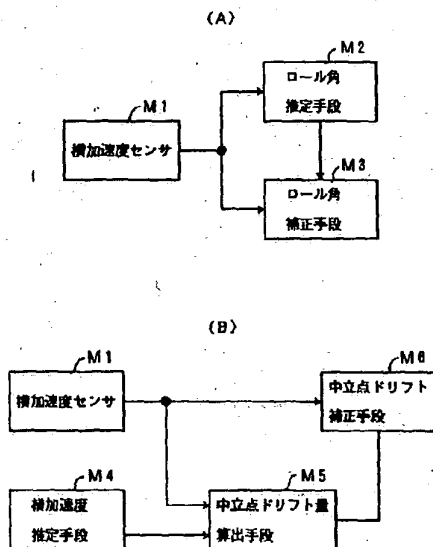 (A)
M2
ロール角
推定手段
M1
横加速度センサ
M3
ロール角
補正手段
(B)
M1
横加速度センサ
M6
中立点ドリフト
補正手段
M4
横加速度
推定手段
M5
中立点ドリフト量
算出手段